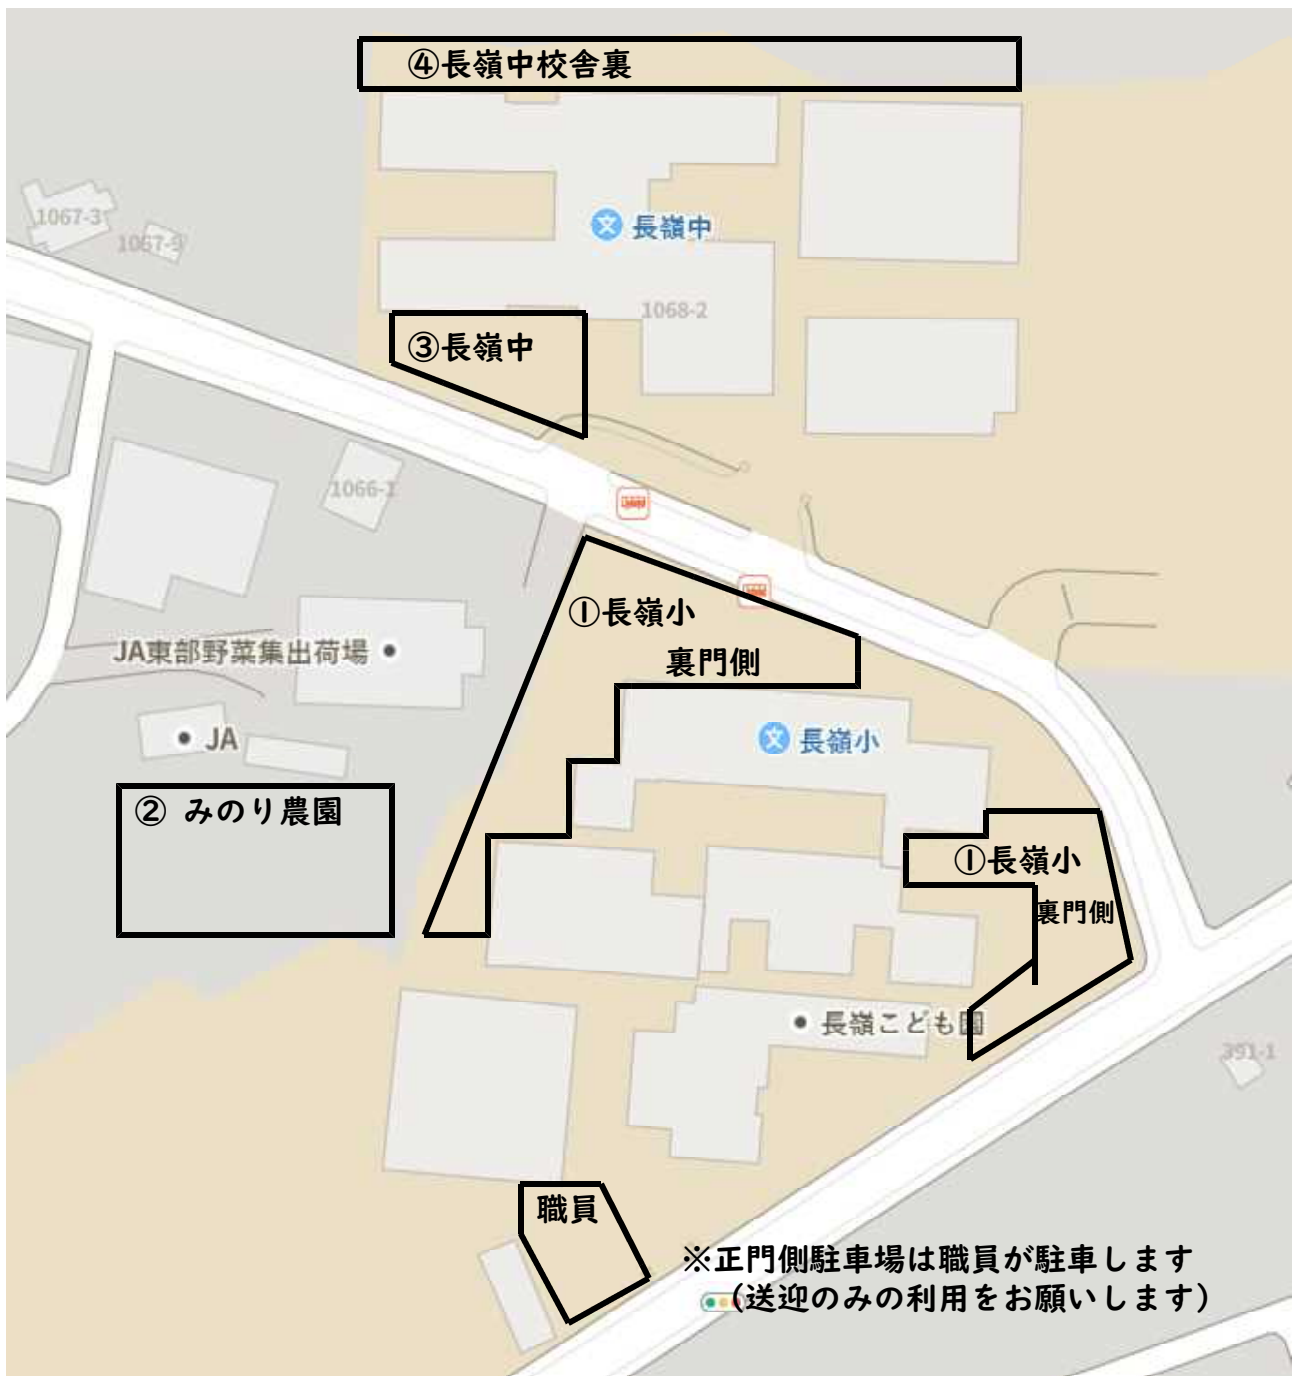 ④長嶺中校舎裏
1067-3
1067-9
長嶺中
1068-2
③長嶺中
1066-1
①長嶺小
裏門側
JA東部野菜集出荷場
長嶺小
JA
② みのり農園
①長嶺小
裏門側
長嶺こども園
391-1
職員
※正門側駐車場は職員が駐車します
(送迎のみの利用をお願いします)